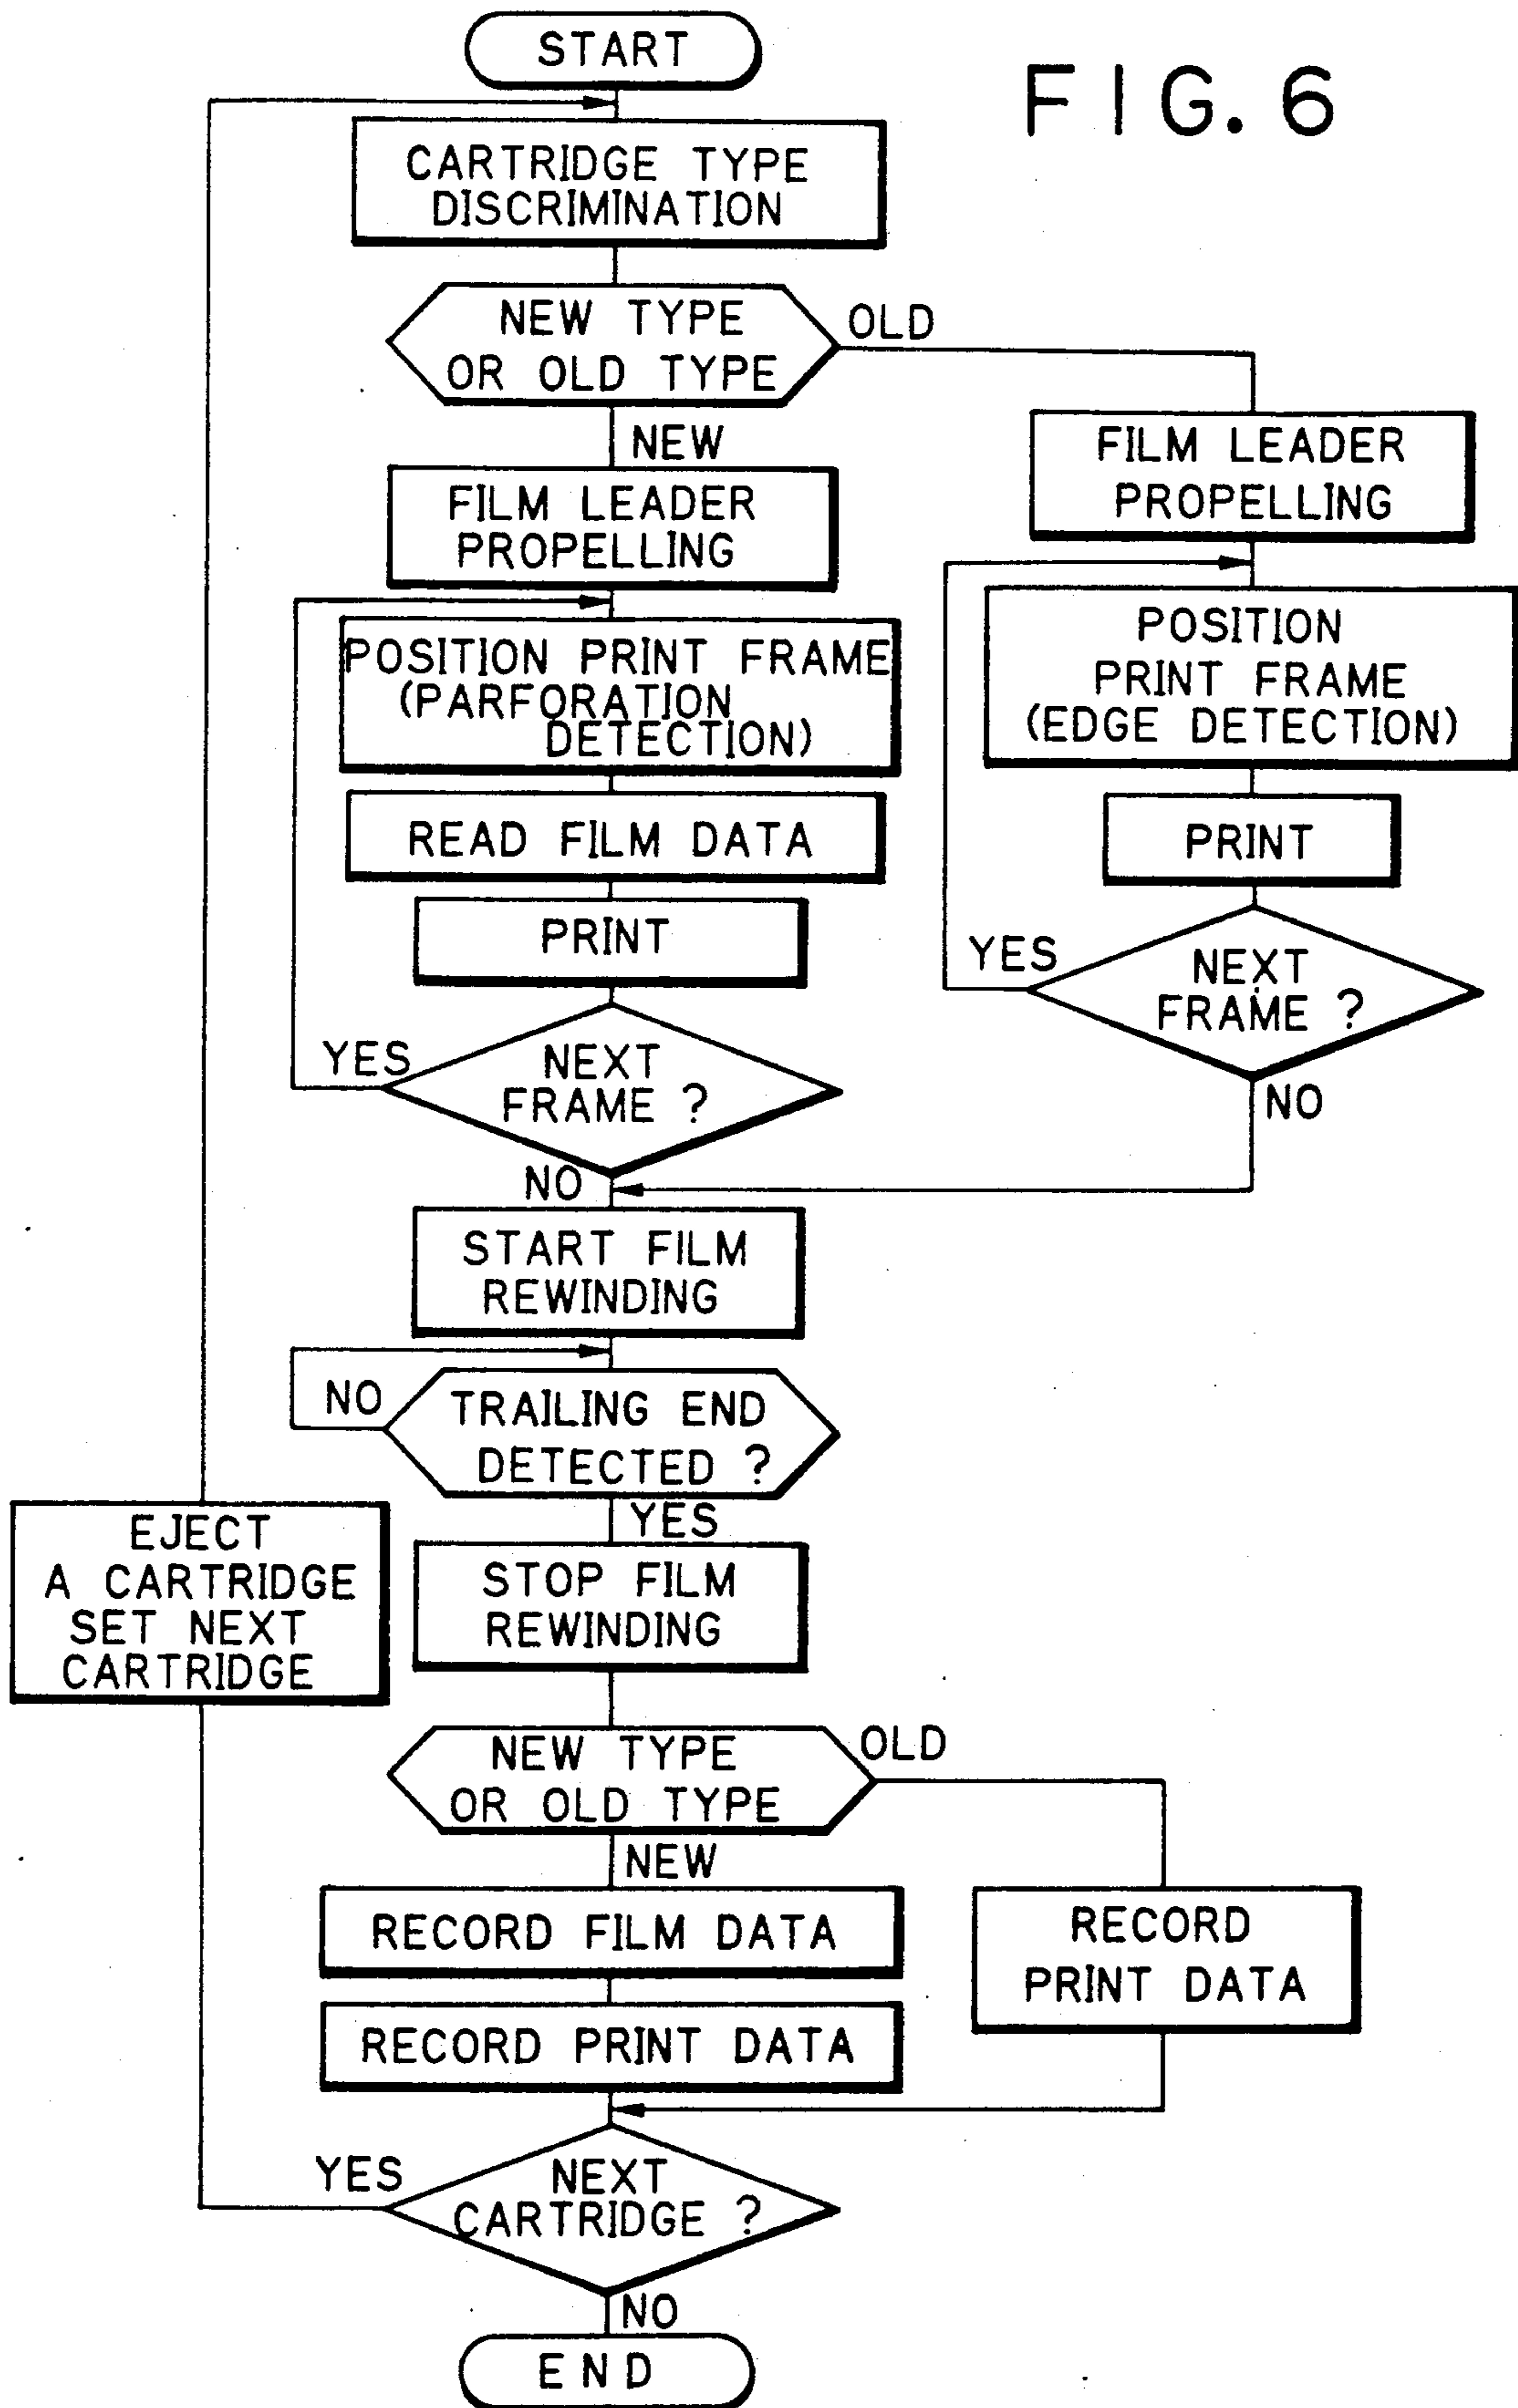 START
FIG. 6
CARTRIDGE TYPE
DISCRIMINATION
NEW TYPE
OR OLD TYPE
OLD
NEW
FILM LEADER
PROPELLING
FILM LEADER
PROPELLING
POSITION PRINT FRAME
(PARFORATION
DETECTION)
POSITION
PRINT FRAME
(EDGE DETECTION)
READ FILM DATA
PRINT
PRINT
YES
NEXT
FRAME ?
NO
YES
NEXT
FRAME ?
NO
START FILM
REWINDING
NO
TRAILING END
DETECTED ?
YES
EJECT
A CARTRIDGE
SET NEXT
CARTRIDGE
STOP FILM
REWINDING
NEW TYPE
OR OLD TYPE
OLD
NEW
RECORD FILM DATA
RECORD PRINT DATA
RECORD
PRINT DATA
YES
NEXT
CARTRIDGE ?
NO
END